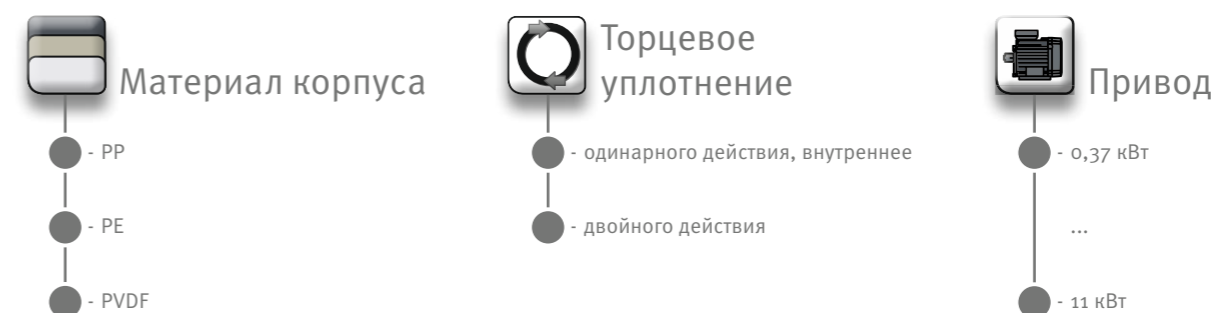 Материал корпуса
- PP
- PE
- PVDF
Торцевое
уплотнение
- одинарного действия, внутреннее
- двойного действия
Привод
- 0,37 кВт
...
- 11 кВт